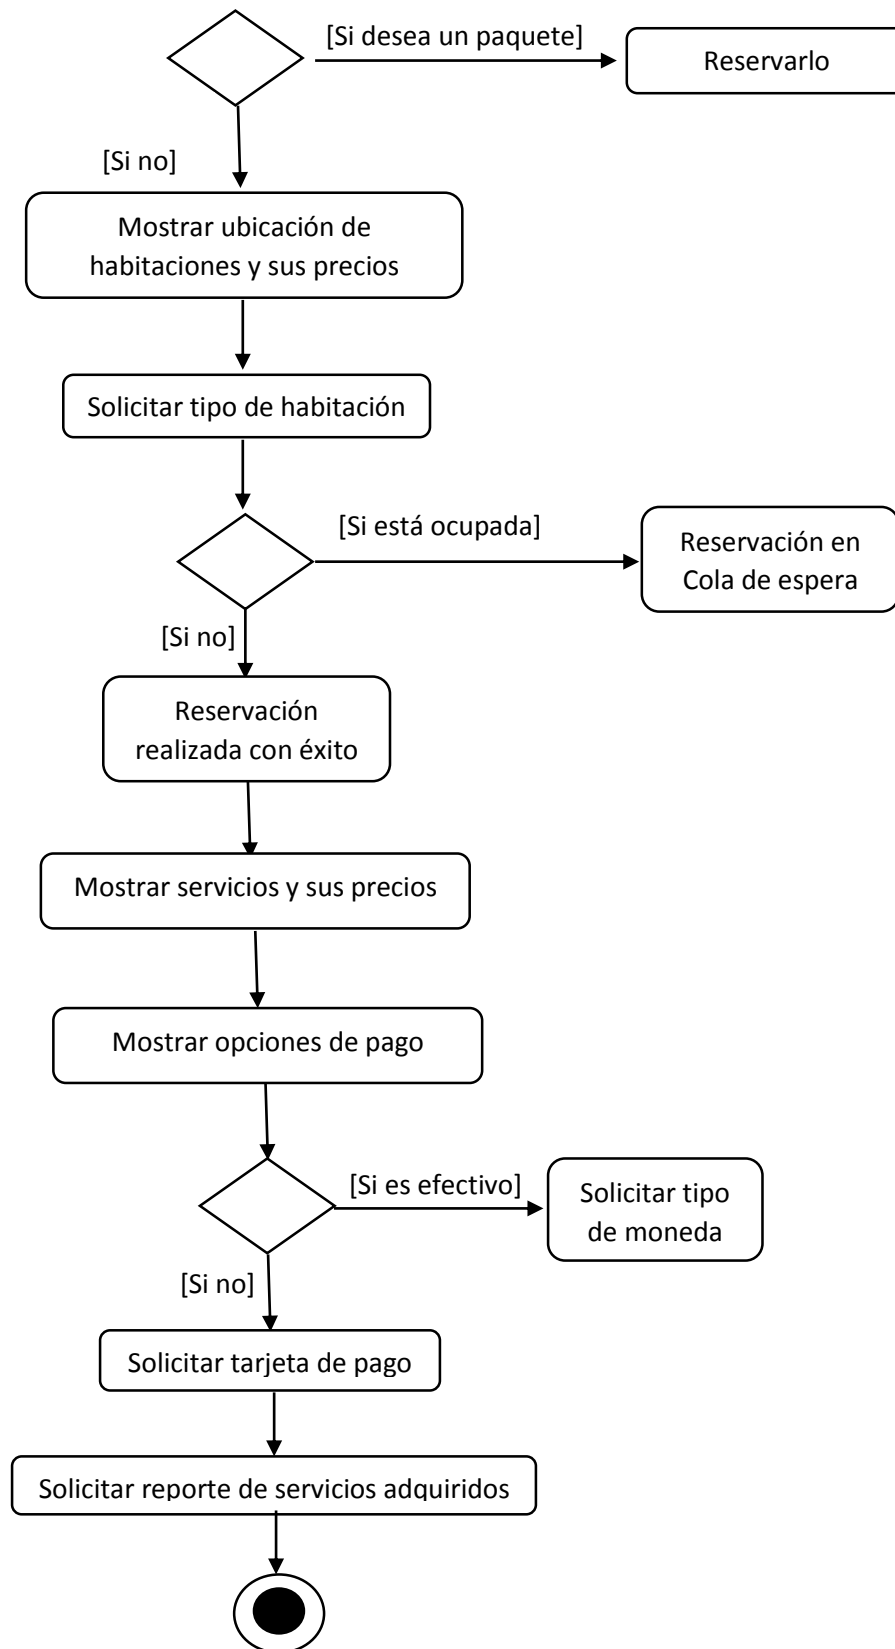 [Si desea un paquete]
Reservarlo
[Si no]
Mostrar ubicación de
habitaciones y sus precios
Solicitar tipo de habitación
[Si está ocupada]
Reservación en
Cola de espera
[Si no]
Reservación
realizada con éxito
Mostrar servicios y sus precios
Mostrar opciones de pago
[Si es efectivo]
Solicitar tipo
de moneda
[Si no]
Solicitar tarjeta de pago
Solicitar reporte de servicios adquiridos